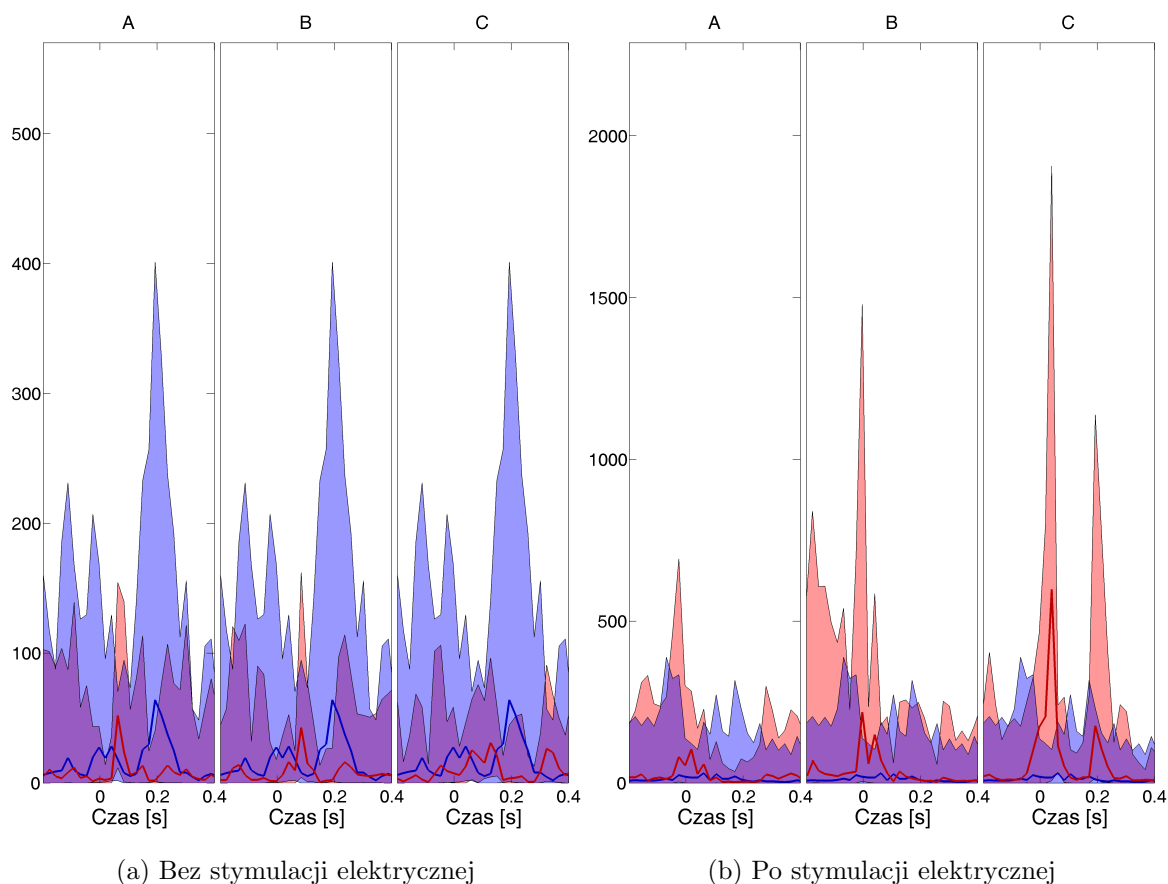 A B C
500
400
300
200
100
0
0 0.2 0.4 0 0.2 0.4 0 0.2 0.4
Czas [s] Czas [s] Czas [s]
(a) Bez stymulacji elektrycznej
A B C
2000
1500
1000
500
0
0 0.2 0.4 0 0.2 0.4 0 0.2 0.4
Czas [s] Czas [s] Czas [s]
(b) Po stymulacji elektrycznej